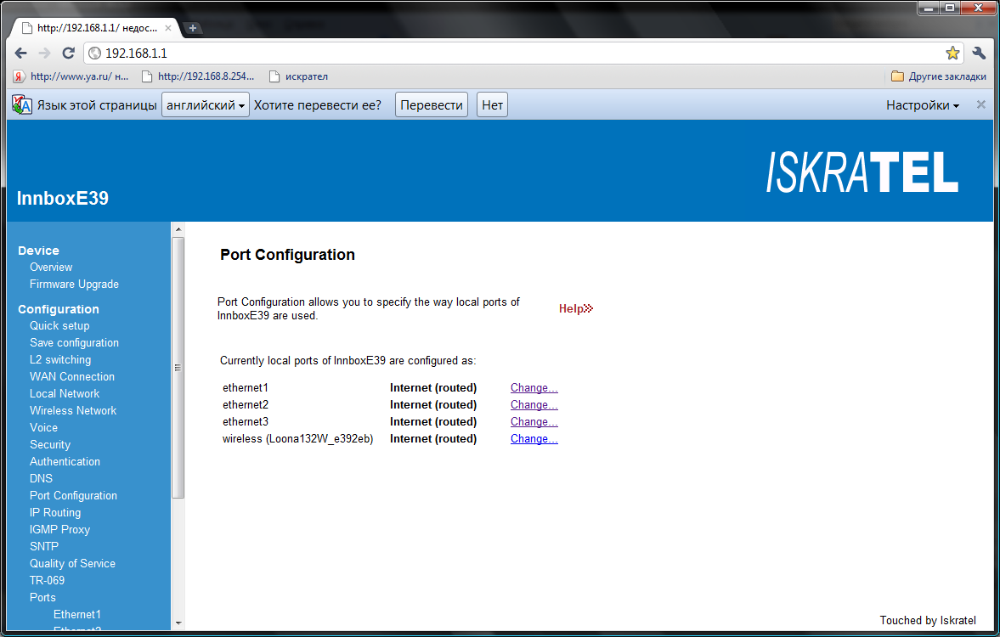 http://192.168.1.1/ недос...
192.168.1.1
http://www.ya.ru/ н...
http://192.168.8.254...
искрател
Другие закладки
Язык этой страницы английский Хотите перевести ее? Перевести Нет
Настройки
ISKRATEL
InnboxE39
Device
Overview
Firmware Upgrade
Configuration
Quick setup
Save configuration
L2 switching
WAN Connection
Local Network
Wireless Network
Voice
Security
Authentication
DNS
Port Configuration
IP Routing
IGMP Proxy
SNTP
Quality of Service
TR-069
Ports
Ethernet1
Ethernet2
Port Configuration
Port Configuration allows you to specify the way local ports of
InnboxE39 are used.
Help
Currently local ports of InnboxE39 are configured as:
ethernet1 Internet (routed) Change...
ethernet2 Internet (routed) Change...
ethernet3 Internet (routed) Change...
wireless (Loona132W_e392eb) Internet (routed) Change...
Touched by Iskratel